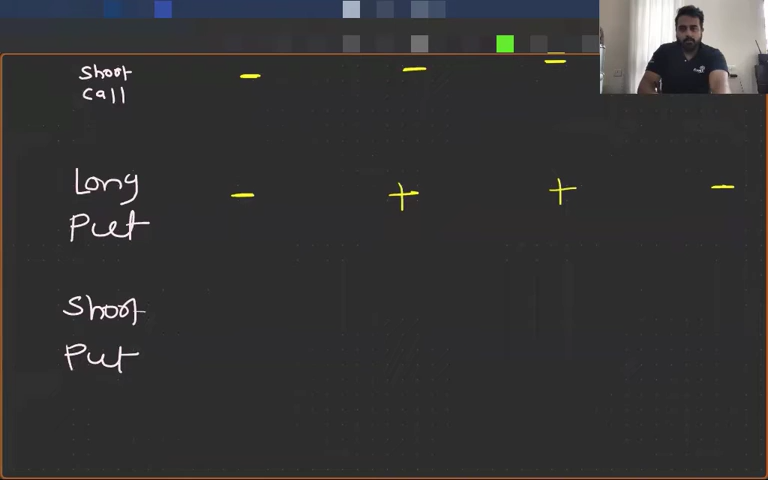 Short — — —
Call
Long — + + —
Put
Short
Put